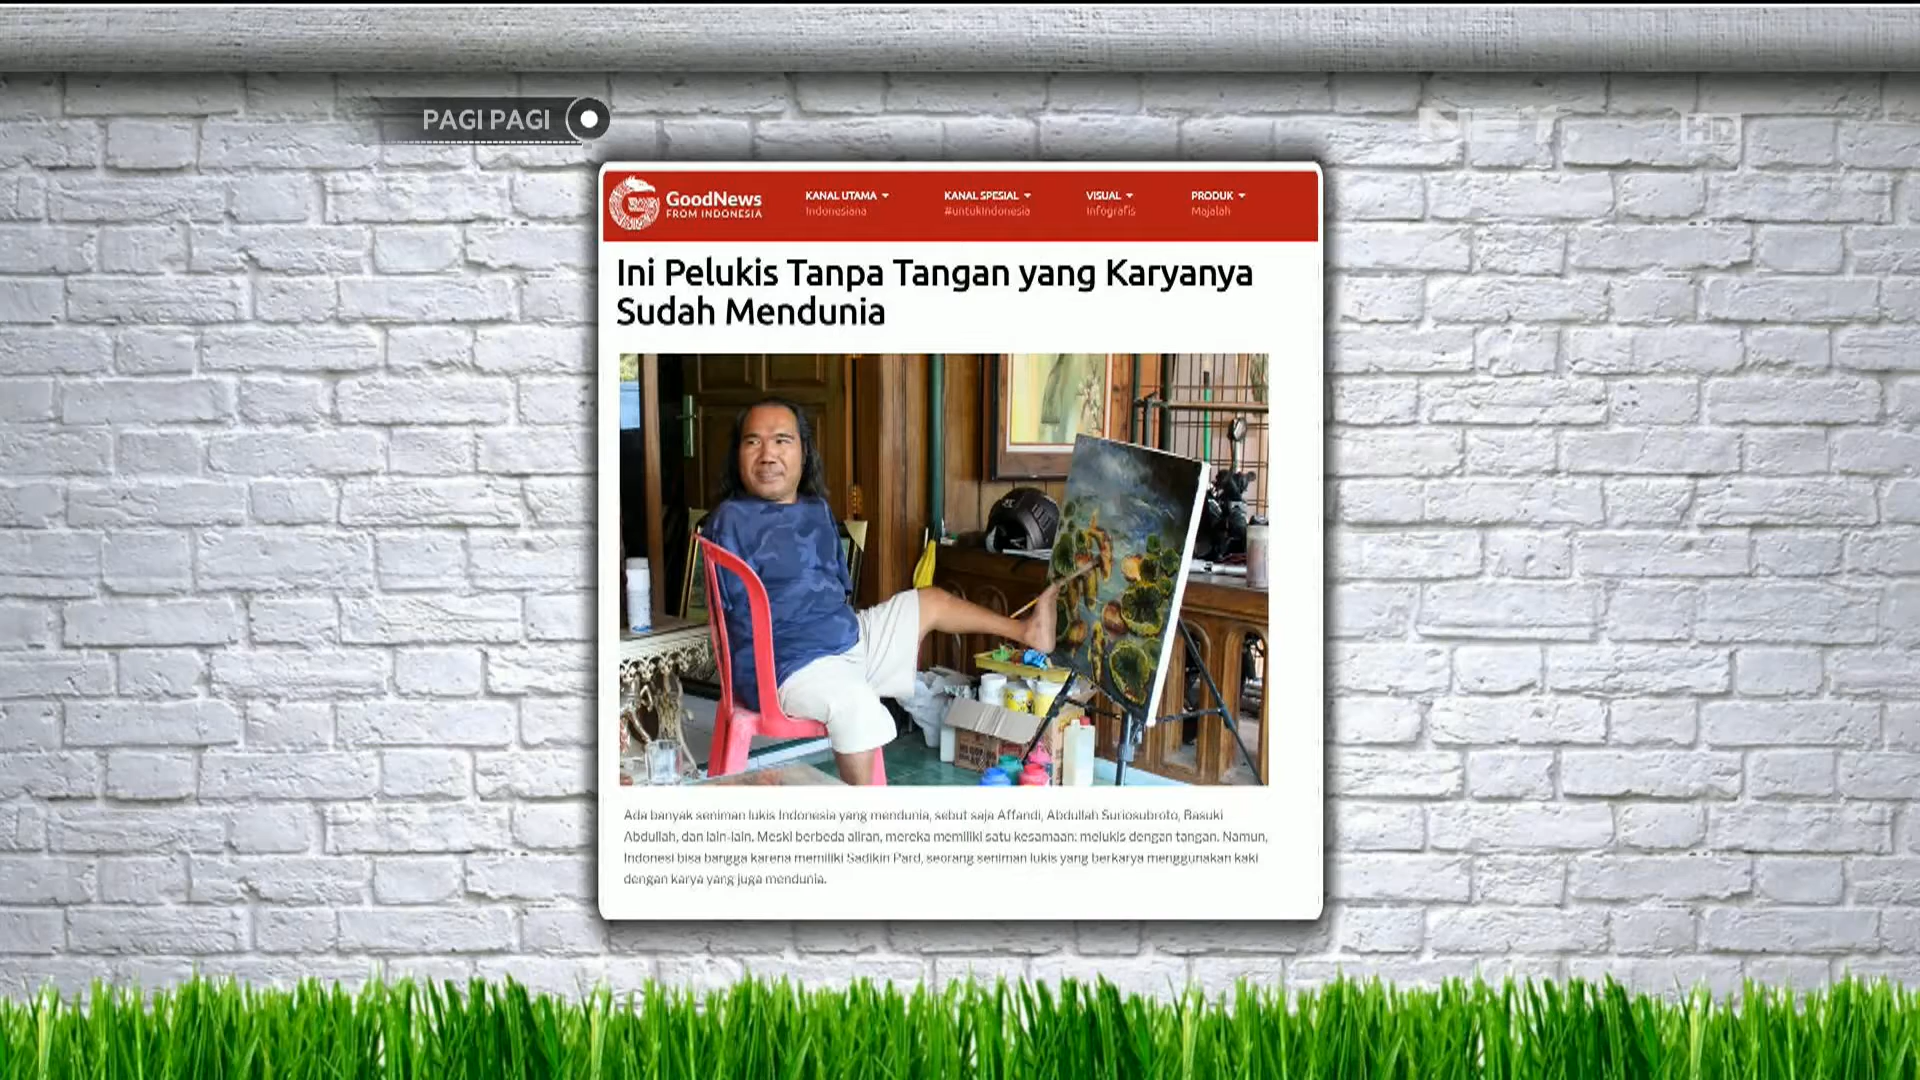 PAGI PAGI
NET.
HD
GoodNews
FROM INDONESIA
KANAL UTAMA
Indonesiana
KANAL SPESIAL
#untukindonesia
VISUAL
Infografis
PRODUK
Majalah
Ini Pelukis Tanpa Tangan yang Karyanya
Sudah Mendunia
Ada banyak seniman lukis Indonesia yang mendunia, sebut saja Affandi, Abdullah Suriosubroto, Basuki
Abdullah, dan lain-lain. Meski berbeda aliran, mereka memiliki satu kesamaan: melukis dengan tangan. Namun,
Indonesi bisa bangga karena memiliki Sadikin Pard, seorang seniman lukis yang berkarya menggunakan kaki
dengan karya yang juga mendunia.